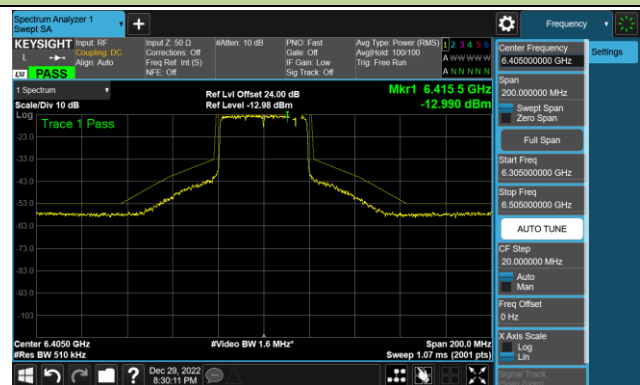 Spectrum Analyzer 1
Swept SA
+
Frequency
KEYSIGHT
Input: RF
Coupling: DC
Align: Auto
Input Z: 50 Ω
Corrections: Off
Freq Ref: Int (S)
NFE: Off
#Atten: 10 dB
PNO: Fast
Gate: Off
IF Gain: Low
Sig Track: Off
Avg Type: Power (RMS)
Avg|Hold: 100/100
Trig: Free Run
1 2 3 4 5 6
A W W W W W
A N N N N N
L
LXI
PASS
Center Frequency
6.405000000 GHz
Settings
Span
200.000000 MHz
Swept Span
Zero Span
Full Span
Start Freq
6.305000000 GHz
Stop Freq
6.505000000 GHz
AUTO TUNE
CF Step
20.000000 MHz
Auto
Man
Freq Offset
0 Hz
X Axis Scale
Log
Lin
Signal Track
(Span Zoom)
1 Spectrum
Scale/Div 10 dB
Ref Lvl Offset 24.00 dB
Ref Level -12.98 dBm
Mkr1 6.415 5 GHz
-12.990 dBm
Log
Trace 1 Pass
1
-23.0
-33.0
-43.0
-53.0
-63.0
-73.0
-83.0
-93.0
-103
Center 6.4050 GHz
#Res BW 510 kHz
#Video BW 1.6 MHz*
Span 200.0 MHz
Sweep 1.07 ms (2001 pts)
?
Dec 29, 2022
8:30:11 PM